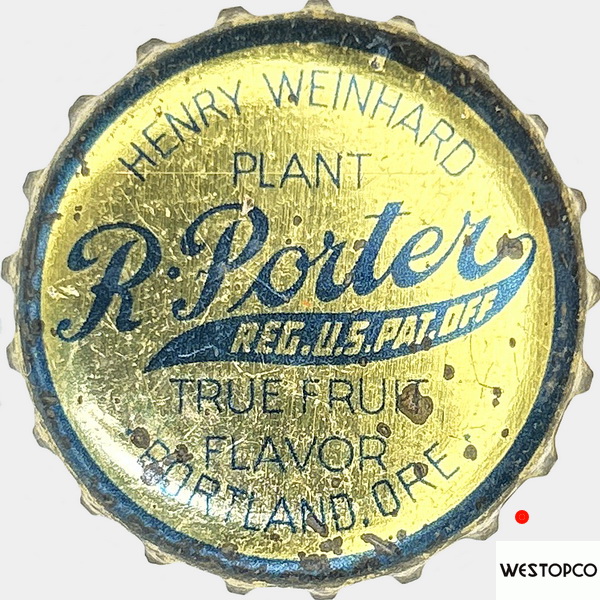 HENRY WEINHARD
PLANT
R-Porter
REG.U.S.PAT.OFF
TRUE FRUIT
FLAVOR
PORTLAND, ORE.
WESTOPCO